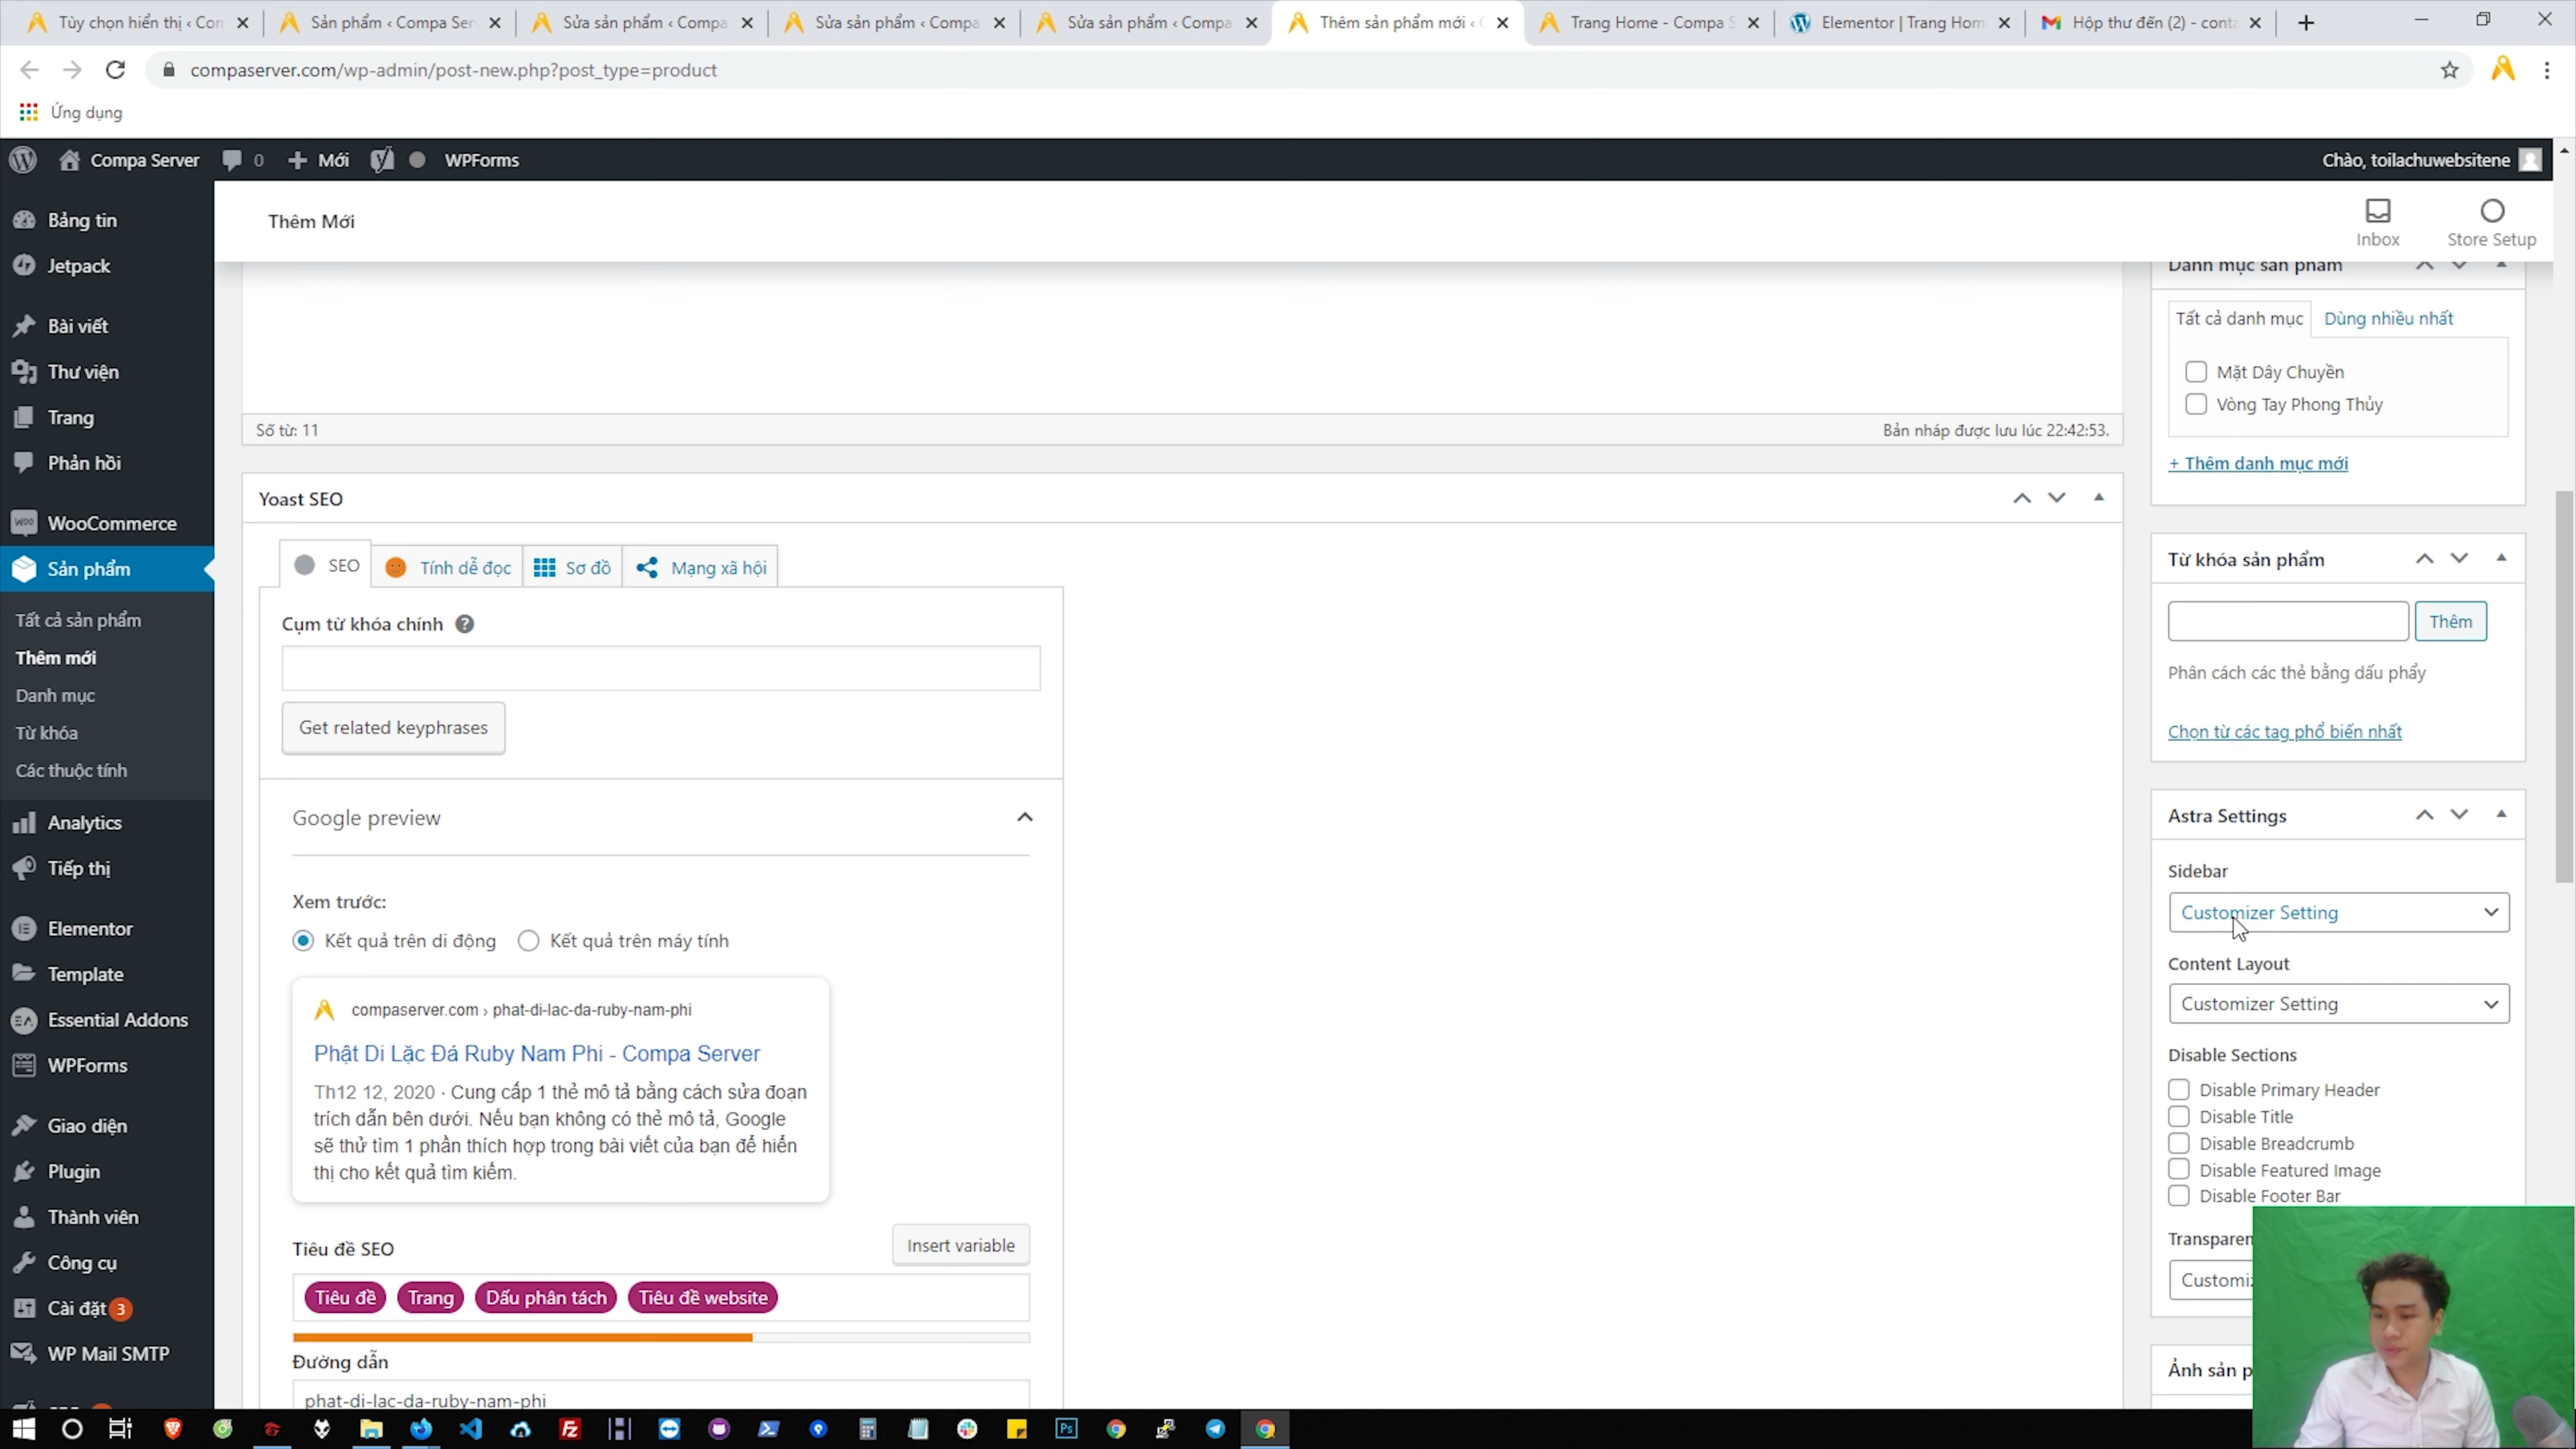 Tùy chọn hiển thị ‹ Com
Sản phẩm ‹ Compa Ser
Sửa sản phẩm ‹ Compa
Sửa sản phẩm ‹ Compa
Sửa sản phẩm ‹ Compa
Thêm sản phẩm mới ‹ C
Trang Home - Compa S
Elementor | Trang Hom
Hộp thư đến (2) - conta
compaserver.com/wp-admin/post-new.php?post_type=product
Ứng dụng
Compa Server
0
Mới
WPForms
Chào, toilachuwebsitene
Thêm Mới
Inbox
Store Setup
Bảng tin
Jetpack
Bài viết
Thư viện
Trang
Phản hồi
WooCommerce
Sản phẩm
Tất cả sản phẩm
Thêm mới
Danh mục
Từ khóa
Các thuộc tính
Analytics
Tiếp thị
Elementor
Template
Essential Addons
WPForms
Giao diện
Plugin
Thành viên
Công cụ
Cài đặt 3
WP Mail SMTP
Số từ: 11
Bản nháp được lưu lúc 22:42:53.
Yoast SEO
SEO
Tính dễ đọc
Sơ đồ
Mạng xã hội
Cụm từ khóa chính
Get related keyphrases
Google preview
Xem trước:
Kết quả trên di động
Kết quả trên máy tính
compaserver.com › phat-di-lac-da-ruby-nam-phi
Phật Di Lặc Đá Ruby Nam Phi - Compa Server
Th12 12, 2020 · Cung cấp 1 thẻ mô tả bằng cách sửa đoạn
trích dẫn bên dưới. Nếu bạn không có thẻ mô tả, Google
sẽ thử tìm 1 phần thích hợp trong bài viết của bạn để hiển
thị cho kết quả tìm kiếm.
Tiêu đề SEO
Insert variable
Tiêu đề
Trang
Dấu phân tách
Tiêu đề website
Đường dẫn
phat-di-lac-da-ruby-nam-phi
Danh mục sản phẩm
Tất cả danh mục
Dùng nhiều nhất
Mặt Dây Chuyền
Vòng Tay Phong Thủy
+ Thêm danh mục mới
Từ khóa sản phẩm
Thêm
Phân cách các thẻ bằng dấu phẩy
Chọn từ các tag phổ biến nhất
Astra Settings
Sidebar
Customizer Setting
Content Layout
Customizer Setting
Disable Sections
Disable Primary Header
Disable Title
Disable Breadcrumb
Disable Featured Image
Disable Footer Bar
Transparen
Customi
Ảnh sản p